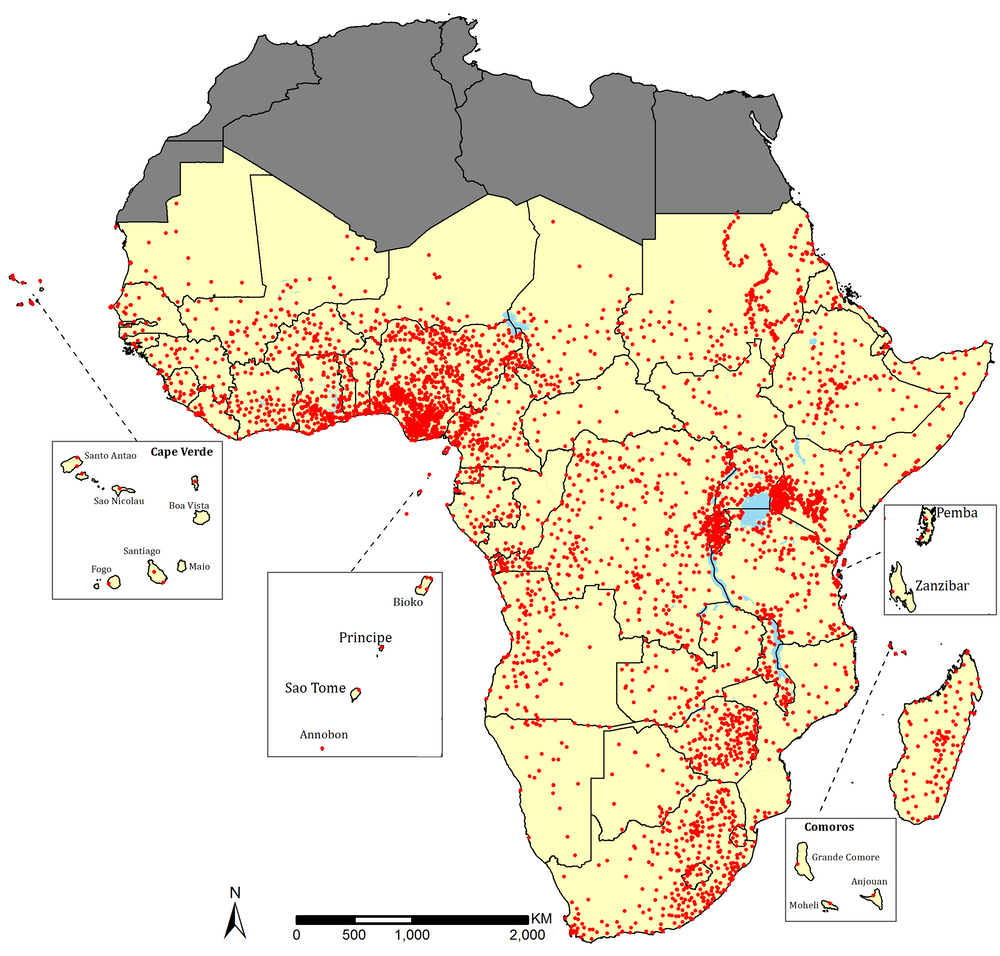 Cape Verde
Santo Antao
Sao Nicolau
Boa Vista
Santiago
Maio
Fogo
Pemba
Zanzibar
Bioko
Principe
Sao Tome
Annobon
Comoros
Grande Comore
Anjouan
Moheli
N
KM
0 500 1,000 2,000